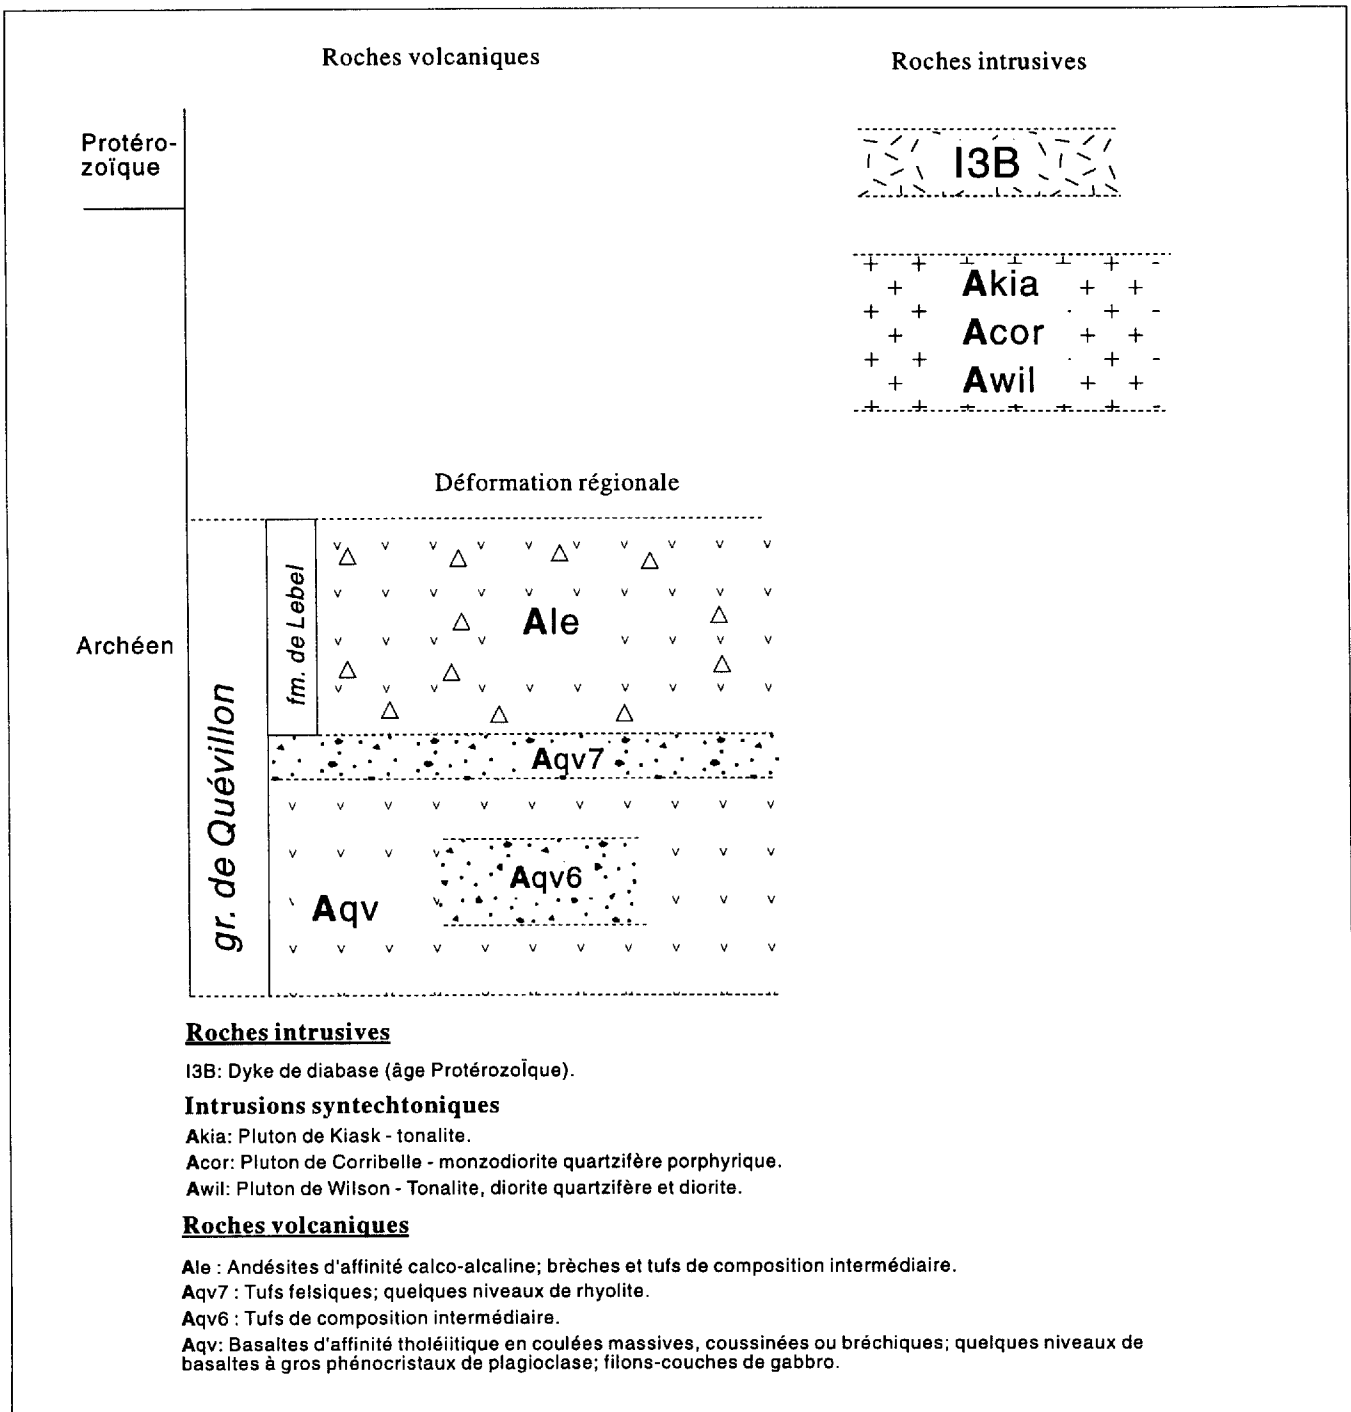 Roches volcaniques
Roches intrusives
Protéro-
zoïque
I3B
Akia
Acor
Awil
Déformation régionale
Archéen
gr. de Quévillon
fm. de Lebel
Ale
Aqv7
Aqv6
Aqv
Roches intrusives
I3B: Dyke de diabase (âge ProtérozoÏque).
Intrusions syntechtoniques
Akia: Pluton de Kiask - tonalite.
Acor: Pluton de Corribelle - monzodiorite quartzifère porphyrique.
Awil: Pluton de Wilson - Tonalite, diorite quartzifère et diorite.
Roches volcaniques
Ale : Andésites d'affinité calco-alcaline; brèches et tufs de composition intermédiaire.
Aqv7 : Tufs felsiques; quelques niveaux de rhyolite.
Aqv6 : Tufs de composition intermédiaire.
Aqv: Basaltes d'affinité tholéiitique en coulées massives, coussinées ou bréchiques; quelques niveaux de
basaltes à gros phénocristaux de plagioclase; filons-couches de gabbro.